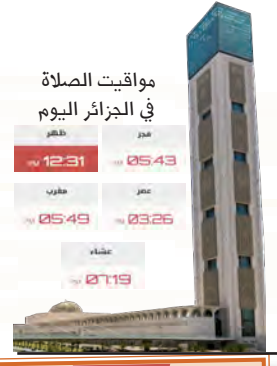 مواقيت الصلاة
في الجزائر اليوم
فجر
05:43
ظهر
12:31
عصر
03:26
مغرب
05:49
عشاء
07:19